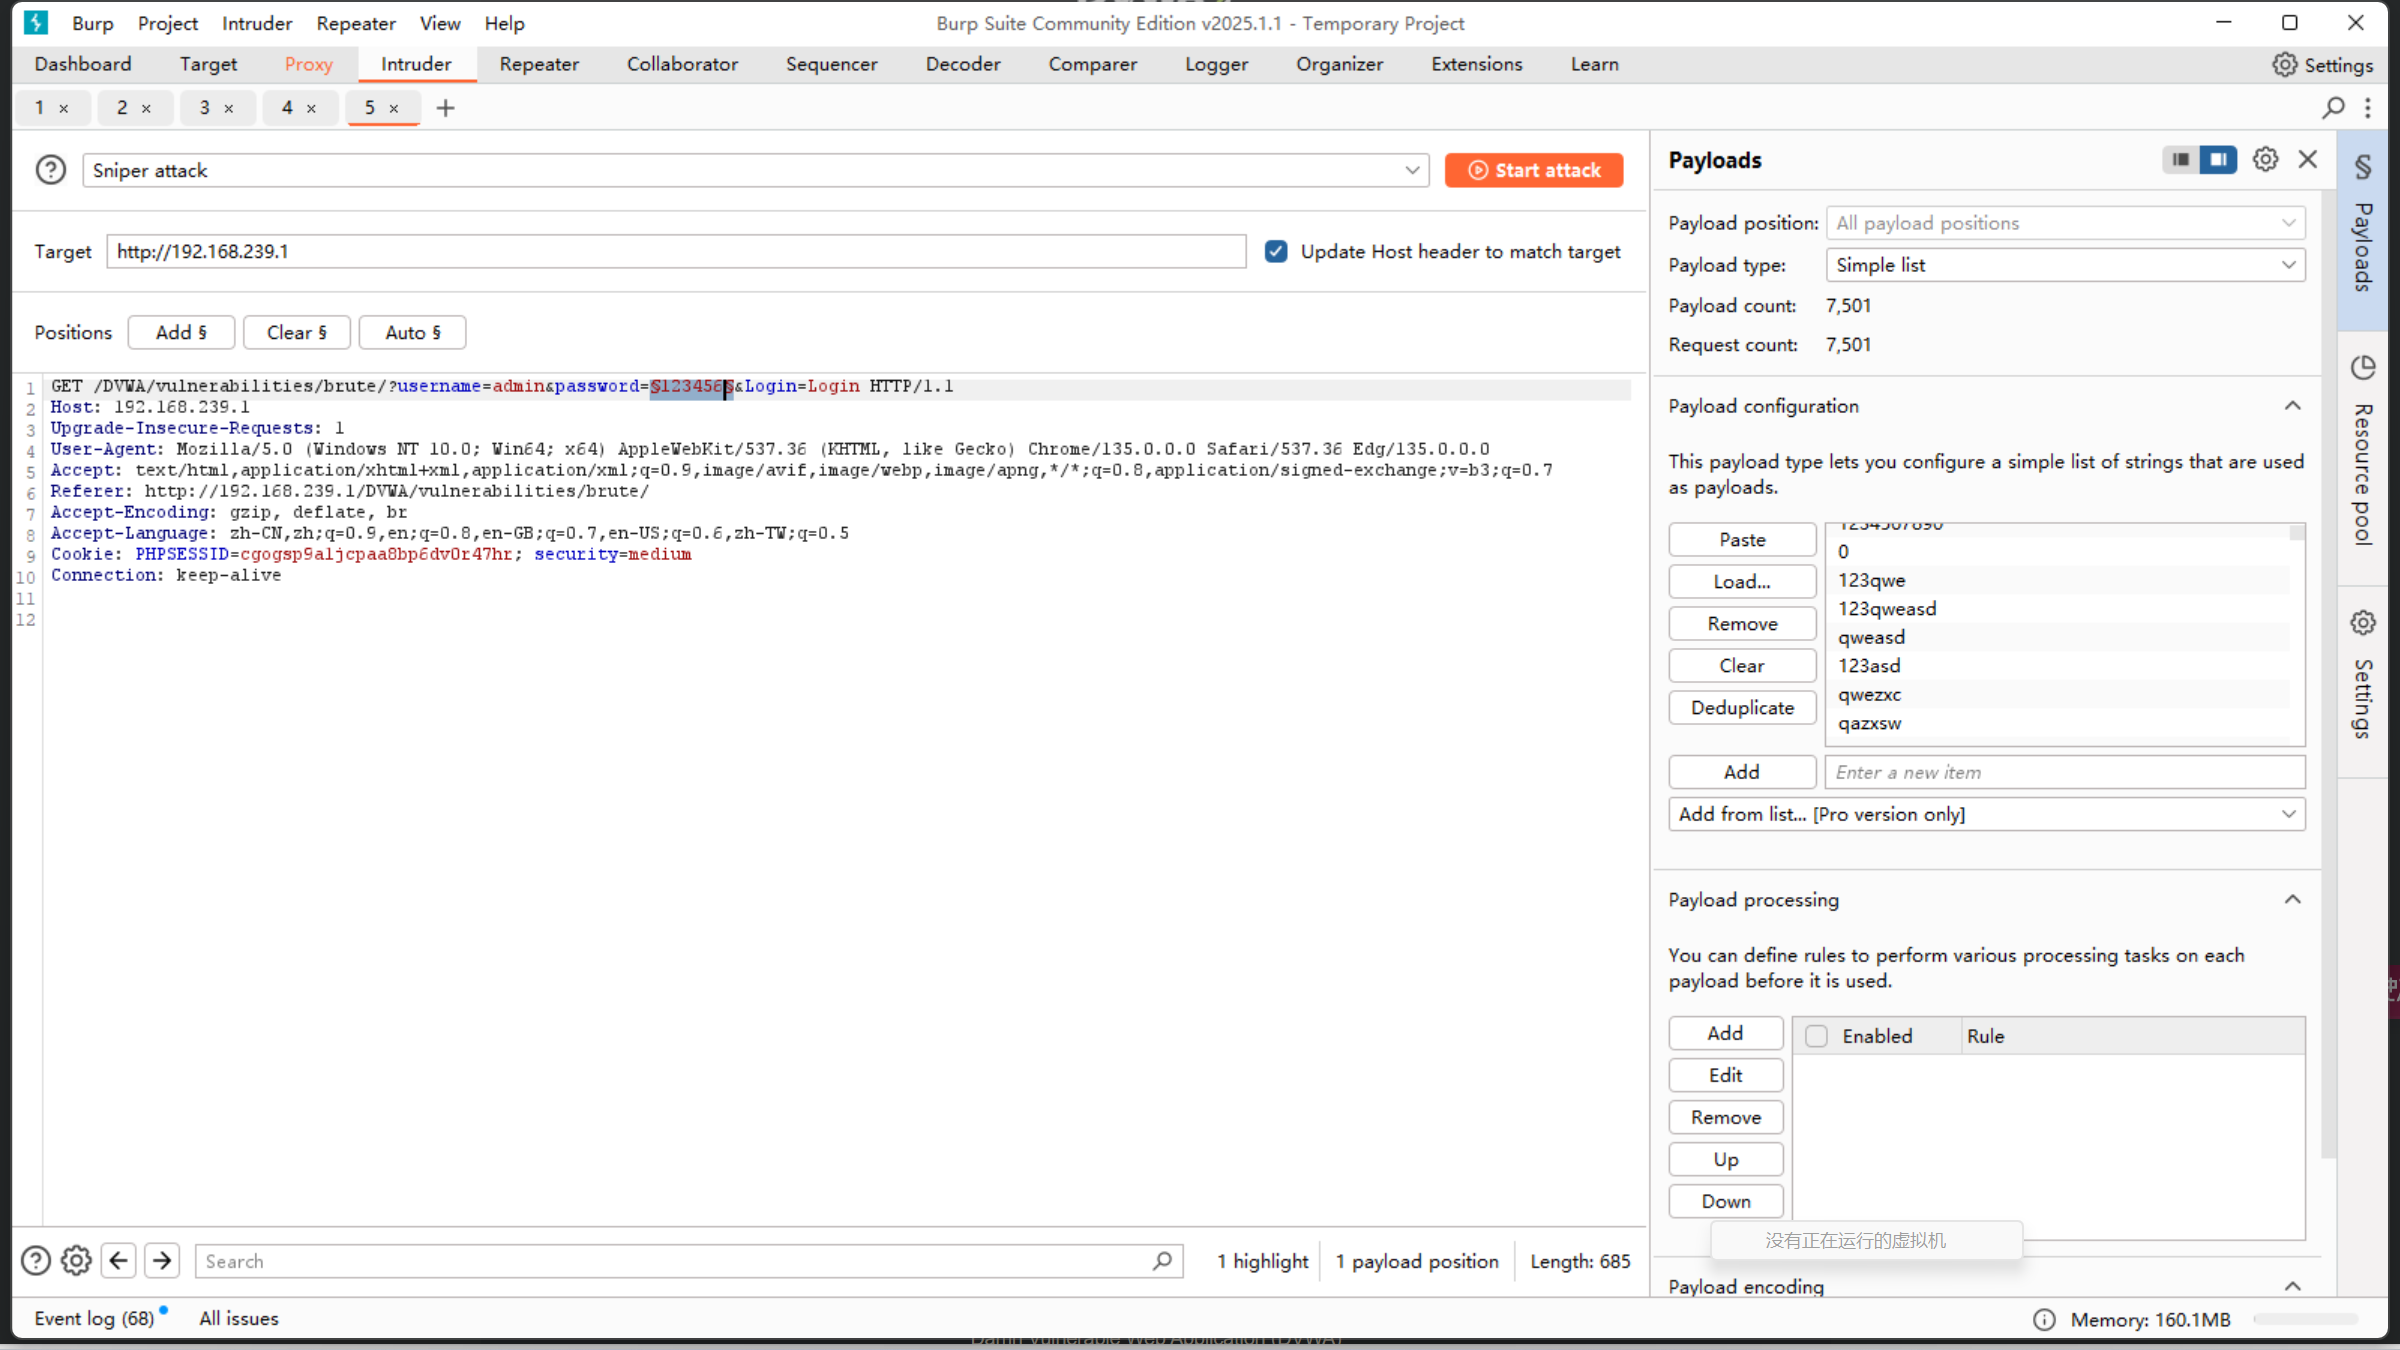 Burp Project Intruder Repeater View Help
Burp Suite Community Edition v2025.1.1 - Temporary Project
Dashboard Target Proxy Intruder Repeater Collaborator Sequencer Decoder Comparer Logger Organizer Extensions Learn
Settings
1 × 2 × 3 × 4 × 5 × +
Sniper attack
Start attack
Target http://192.168.239.1
Update Host header to match target
Positions Add § Clear § Auto §
1 GET /DVWA/vulnerabilities/brute/?username=admin&password=§123456§&Login=Login HTTP/1.1
2 Host: 192.168.239.1
3 Upgrade-Insecure-Requests: 1
4 User-Agent: Mozilla/5.0 (Windows NT 10.0; Win64; x64) AppleWebKit/537.36 (KHTML, like Gecko) Chrome/135.0.0.0 Safari/537.36 Edg/135.0.0.0
5 Accept: text/html,application/xhtml+xml,application/xml;q=0.9,image/avif,image/webp,image/apng,*/*;q=0.8,application/signed-exchange;v=b3;q=0.7
6 Referer: http://192.168.239.1/DVWA/vulnerabilities/brute/
7 Accept-Encoding: gzip, deflate, br
8 Accept-Language: zh-CN,zh;q=0.9,en;q=0.8,en-GB;q=0.7,en-US;q=0.6,zh-TW;q=0.5
9 Cookie: PHPSESSID=cgogsp9aljcpaa8bp6dv0r47hr; security=medium
10 Connection: keep-alive
11
12
Search
1 highlight
1 payload position
Length: 685
Payloads
Payload position: All payload positions
Payload type: Simple list
Payload count: 7,501
Request count: 7,501
Payload configuration
This payload type lets you configure a simple list of strings that are used
as payloads.
Paste
Load...
Remove
Clear
Deduplicate
1234567890
0
123qwe
123qweasd
qweasd
123asd
qwezxc
qazxsw
Add
Enter a new item
Add from list... [Pro version only]
Payload processing
You can define rules to perform various processing tasks on each
payload before it is used.
Add
Edit
Remove
Up
Down
Enabled Rule
没有正在运行的虚拟机
Payload encoding
§ Payloads
Resource pool
Settings
Event log (68)
All issues
Memory: 160.1MB
Damn Vulnerable Web Application (DVWA)